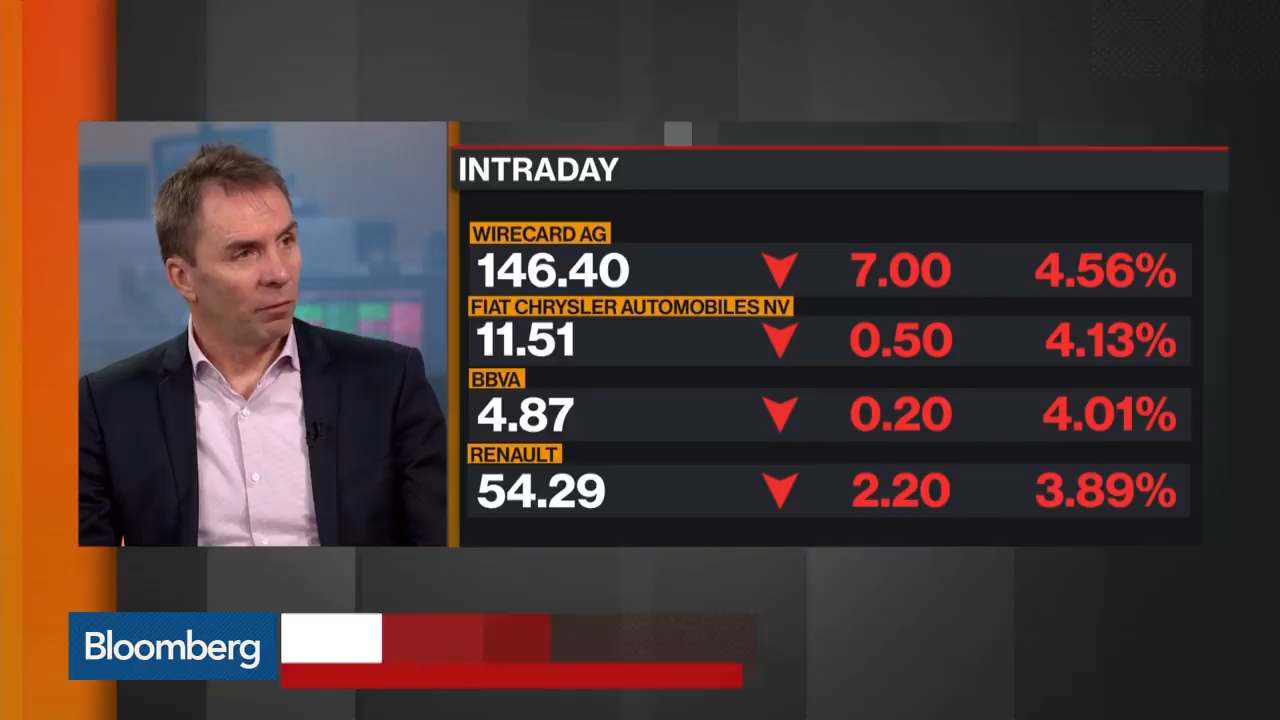 INTRADAY
WIRECARD AG
146.40 7.00 4.56%
FIAT CHRYSLER AUTOMOBILES NV
11.51 0.50 4.13%
BBVA
4.87 0.20 4.01%
RENAULT
54.29 2.20 3.89%
Bloomberg